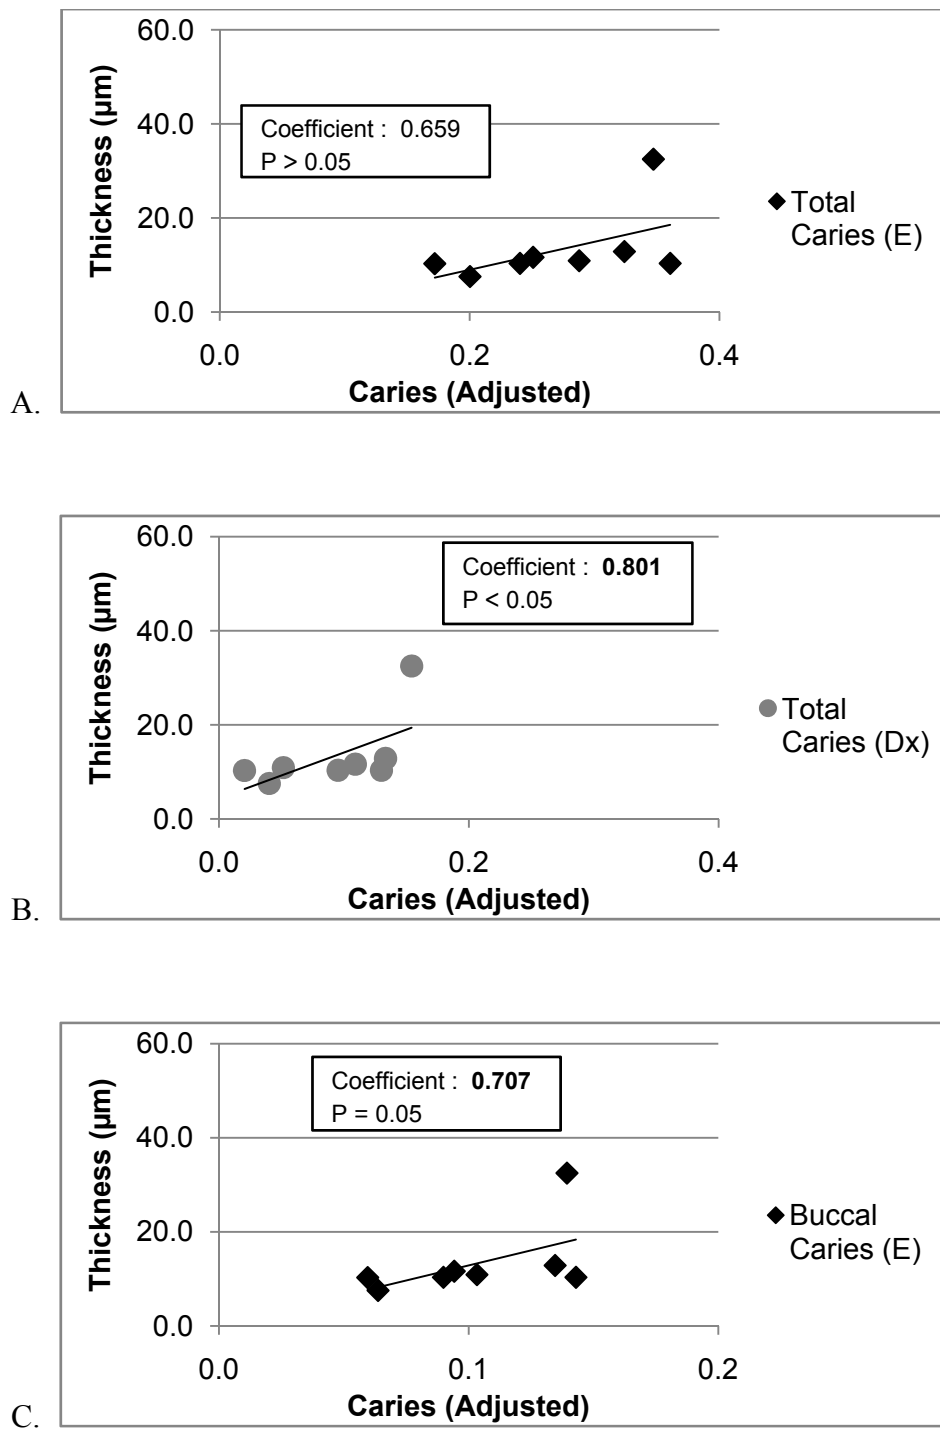 60.0
40.0
20.0
0.0
Thickness (µm)
Coefficient : 0.659
P > 0.05
Total
Caries (E)
0.0 0.2 0.4
Caries (Adjusted)
A.
60.0
40.0
20.0
0.0
Thickness (µm)
Coefficient : 0.801
P < 0.05
Total
Caries (Dx)
0.0 0.2 0.4
Caries (Adjusted)
B.
60.0
40.0
20.0
0.0
Thickness (µm)
Coefficient : 0.707
P = 0.05
Buccal
Caries (E)
0.0 0.1 0.2
Caries (Adjusted)
C.